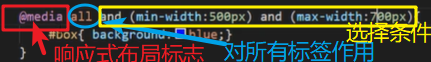 @media all and (min-width:500px) and (max-width:700px) {
选择条件
#box{ background: blue;}
}
响应式布局标志
对所有标签作用